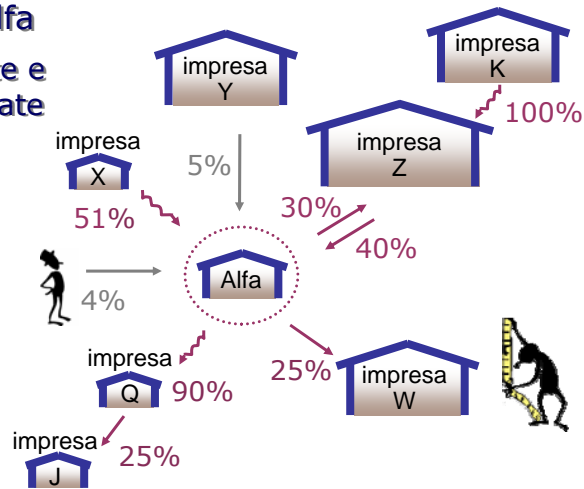 lfa
e e
ate
impresa
Y
impresa
K
100%
impresa
Z
impresa
X
51%
5%
30%
40%
4%
Alfa
impresa
Q
90%
25%
impresa
W
impresa
J
25%